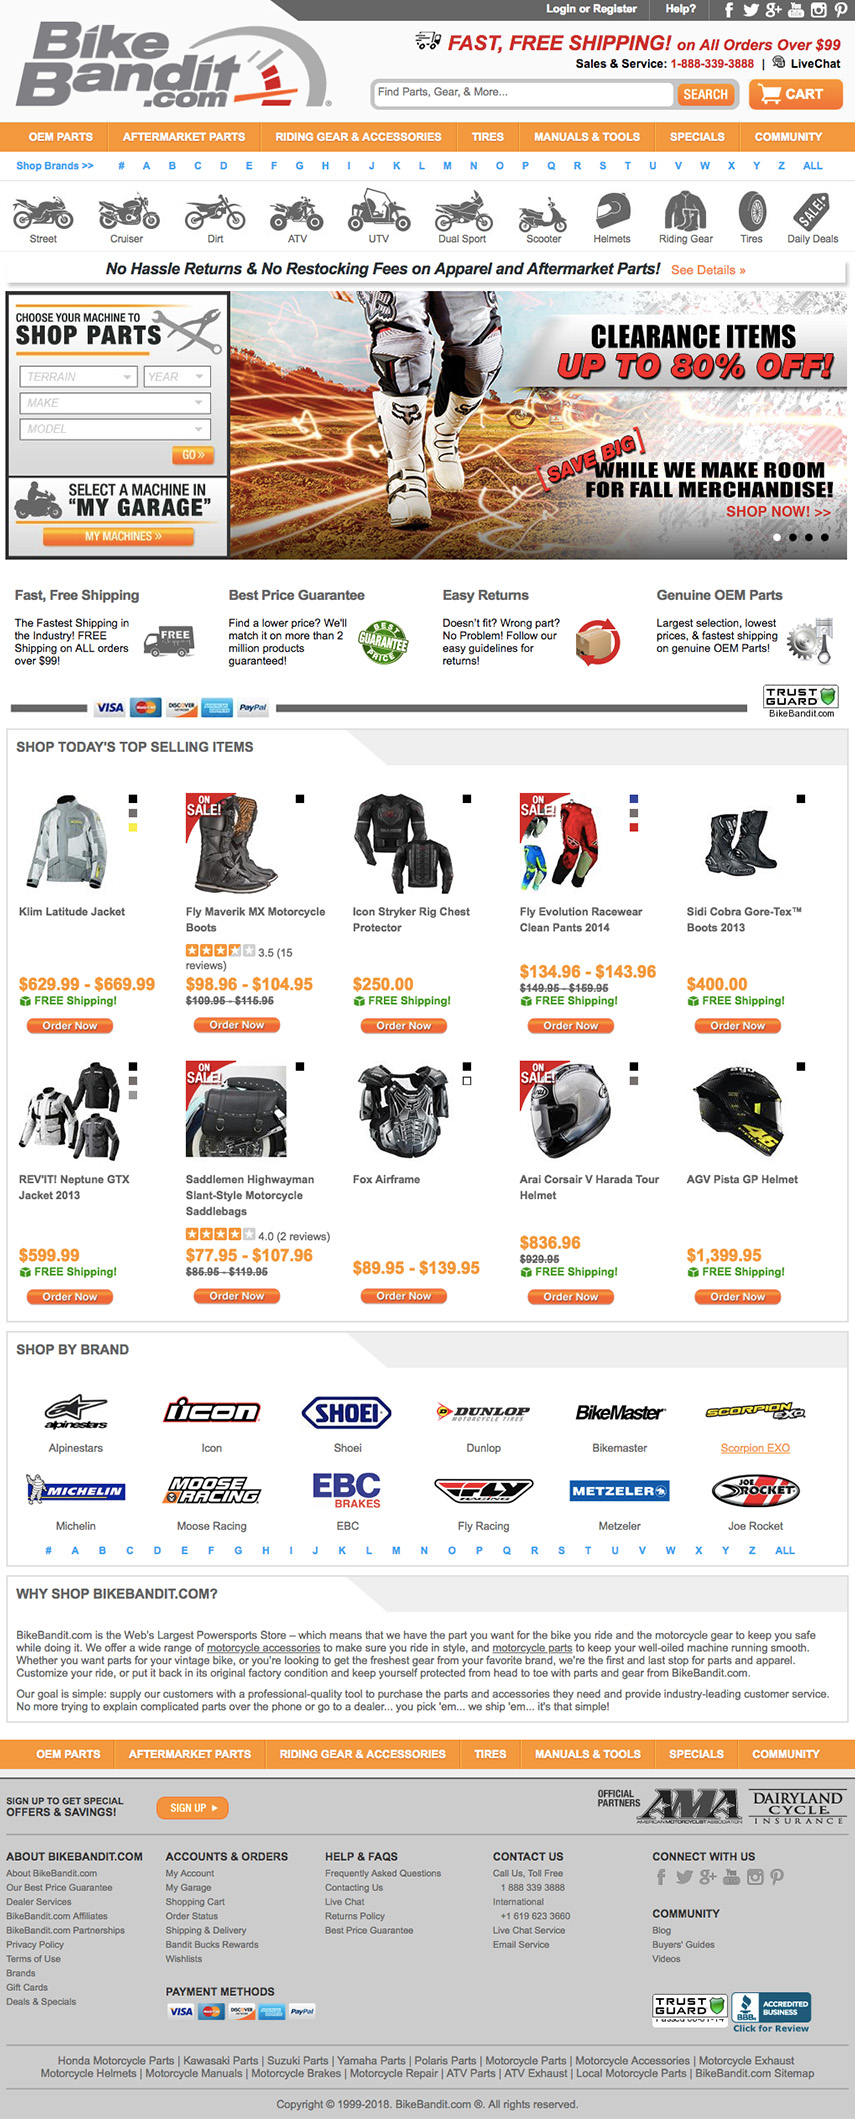 Login or Register
Help?
Bike
Bandit
.com
FAST, FREE SHIPPING! on All Orders Over $99
Sales & Service: 1-888-339-3888 | LiveChat
Find Parts, Gear, & More...
SEARCH
CART
OEM PARTS AFTERMARKET PARTS RIDING GEAR & ACCESSORIES TIRES MANUALS & TOOLS SPECIALS COMMUNITY
Shop Brands >> # A B C D E F G H I J K L M N O P Q R S T U V W X Y Z ALL
SALE!
Street Cruiser Dirt ATV UTV Dual Sport Scooter Helmets Riding Gear Tires Daily Deals
No Hassle Returns & No Restocking Fees on Apparel and Aftermarket Parts! See Details »
CHOOSE YOUR MACHINE TO
SHOP PARTS
TERRAIN YEAR
MAKE
MODEL
GO »
SELECT A MACHINE IN
"MY GARAGE"
MY MACHINES »
CLEARANCE ITEMS
UP TO 80% OFF!
[SAVE BIG]
WHILE WE MAKE ROOM
FOR FALL MERCHANDISE!
SHOP NOW! >>
Fast, Free Shipping
The Fastest Shipping in
the Industry! FREE
Shipping on ALL orders
over $99!
FREE
Best Price Guarantee
Find a lower price? We'll
match it on more than 2
million products
guaranteed!
BEST
GUARANTEE
PRICE
Easy Returns
Doesn't fit? Wrong part?
No Problem! Follow our
easy guidelines for
returns!
Genuine OEM Parts
Largest selection, lowest
prices, & fastest shipping
on genuine OEM Parts!
VISA MasterCard DISCOVER AMERICAN EXPRESS PayPal
TRUST
GUARD
BikeBandit.com
SHOP TODAY'S TOP SELLING ITEMS
Klim Latitude Jacket
$629.99 - $669.99
FREE Shipping!
Order Now
ON
SALE!
Fly Maverik MX Motorcycle
Boots
3.5 (15
reviews)
$98.96 - $104.95
$109.95 - $115.95
Order Now
Icon Stryker Rig Chest
Protector
$250.00
FREE Shipping!
Order Now
ON
SALE!
Fly Evolution Racewear
Clean Pants 2014
$134.96 - $143.96
$149.95 - $159.95
FREE Shipping!
Order Now
Sidi Cobra Gore-Tex™
Boots 2013
$400.00
FREE Shipping!
Order Now
REV'IT! Neptune GTX
Jacket 2013
$599.99
FREE Shipping!
Order Now
ON
SALE!
Saddlemen Highwayman
Slant-Style Motorcycle
Saddlebags
4.0 (2 reviews)
$77.95 - $107.96
$85.95 - $119.95
Order Now
Fox Airframe
$89.95 - $139.95
Order Now
ON
SALE!
Arai Corsair V Harada Tour
Helmet
$836.96
$929.95
FREE Shipping!
Order Now
46
AGV Pista GP Helmet
$1,399.95
FREE Shipping!
Order Now
SHOP BY BRAND
alpinestars icon SHOEI DUNLOP MOTORCYCLE TIRES BikeMaster SCORPION EXO
Alpinestars Icon Shoei Dunlop Bikemaster Scorpion EXO
MICHELIN MOOSE RACING EBC BRAKES FLY RACING METZELER JOE ROCKET
Michelin Moose Racing EBC Fly Racing Metzeler Joe Rocket
# A B C D E F G H I J K L M N O P Q R S T U V W X Y Z ALL
WHY SHOP BIKEBANDIT.COM?
BikeBandit.com is the Web's Largest Powersports Store – which means that we have the part you want for the bike you ride and the motorcycle gear to keep you safe
while doing it. We offer a wide range of motorcycle accessories to make sure you ride in style, and motorcycle parts to keep your well-oiled machine running smooth.
Whether you want parts for your vintage bike, or you're looking to get the freshest gear from your favorite brand, we're the first and last stop for parts and apparel.
Customize your ride, or put it back in its original factory condition and keep yourself protected from head to toe with parts and gear from BikeBandit.com.
Our goal is simple: supply our customers with a professional-quality tool to purchase the parts and accessories they need and provide industry-leading customer service.
No more trying to explain complicated parts over the phone or go to a dealer... you pick 'em... we ship 'em... it's that simple!
OEM PARTS AFTERMARKET PARTS RIDING GEAR & ACCESSORIES TIRES MANUALS & TOOLS SPECIALS COMMUNITY
SIGN UP TO GET SPECIAL
OFFERS & SAVINGS!
SIGN UP
OFFICIAL
PARTNERS
AMA
AMERICAN MOTORCYCLIST ASSOCIATION
DAIRYLAND
CYCLE
INSURANCE
ABOUT BIKEBANDIT.COM
About BikeBandit.com
Our Best Price Guarantee
Dealer Services
BikeBandit.com Affiliates
BikeBandit.com Partnerships
Privacy Policy
Terms of Use
Brands
Gift Cards
Deals & Specials
ACCOUNTS & ORDERS
My Account
My Garage
Shopping Cart
Order Status
Shipping & Delivery
Bandit Bucks Rewards
Wishlists
PAYMENT METHODS
VISA MasterCard DISCOVER AMERICAN EXPRESS PayPal
HELP & FAQS
Frequently Asked Questions
Contacting Us
Live Chat
Returns Policy
Best Price Guarantee
CONTACT US
Call Us, Toll Free
1 888 339 3888
International
+1 619 623 3660
Live Chat Service
Email Service
CONNECT WITH US
COMMUNITY
Blog
Buyers' Guides
Videos
TRUST
GUARD
BBB
ACCREDITED
BUSINESS
Click for Review
Honda Motorcycle Parts | Kawasaki Parts | Suzuki Parts | Yamaha Parts | Polaris Parts | Motorcycle Parts | Motorcycle Accessories | Motorcycle Exhaust
Motorcycle Helmets | Motorcycle Manuals | Motorcycle Brakes | Motorcycle Repair | ATV Parts | ATV Exhaust | Local Motorcycle Parts | BikeBandit.com Sitemap
Copyright © 1999-2018. BikeBandit.com ®. All rights reserved.